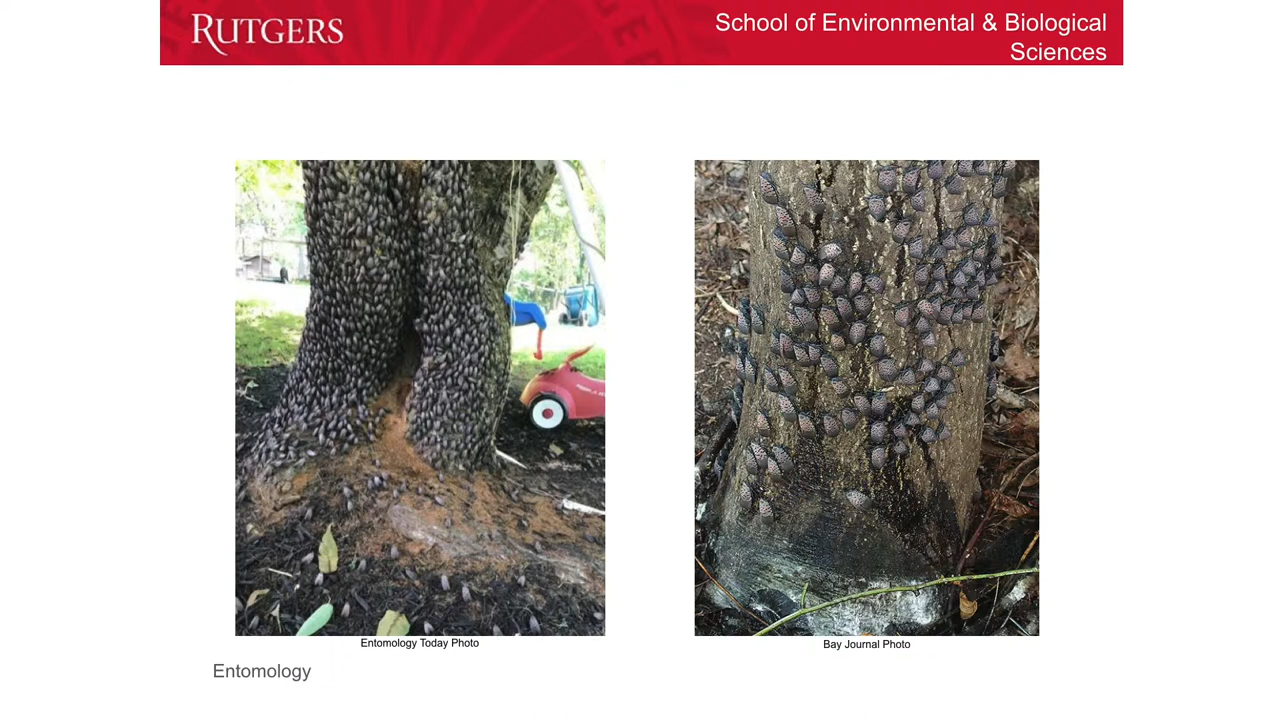 RUTGERS
School of Environmental & Biological
Sciences
Entomology Today Photo
Bay Journal Photo
Entomology